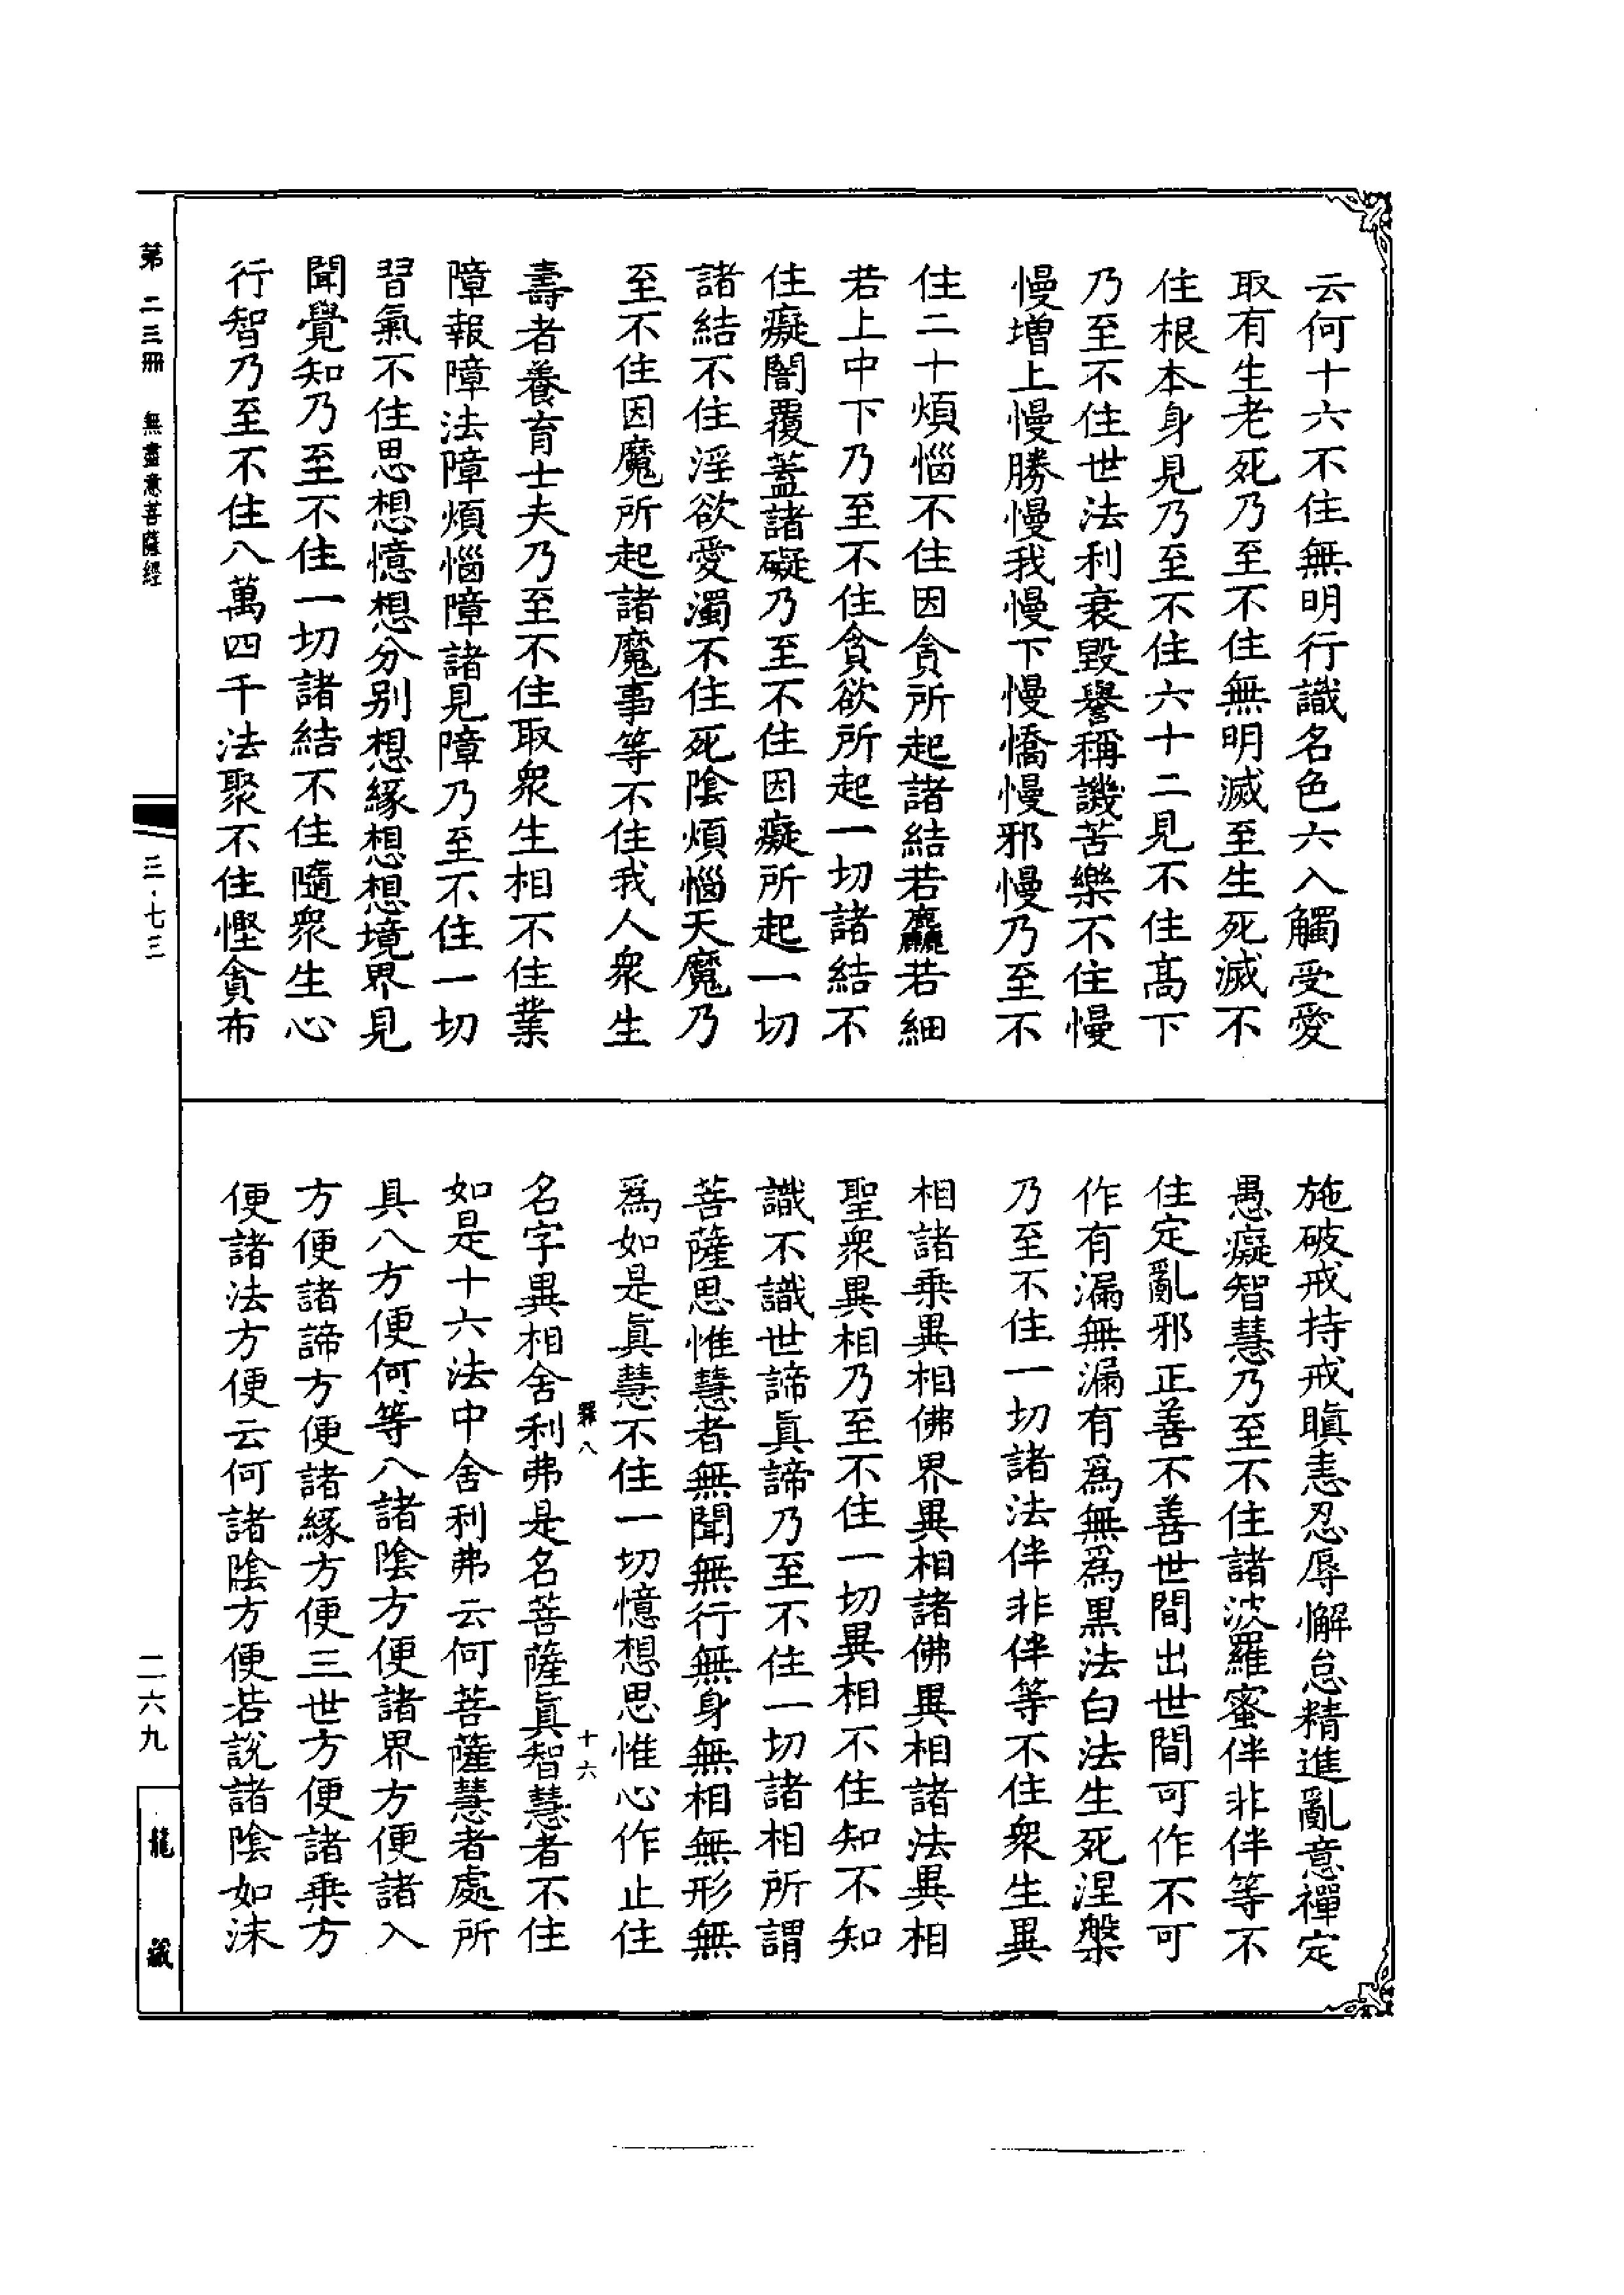 云何十六不住無明行識名色六入觸受愛
取有生老死乃至不住無明滅至生死滅不
住根本身見乃至不住六十二見不住高下
乃至不住世法利衰毀譽稱譏苦樂不住慢
慢增上慢勝慢我慢下慢憍慢邪慢乃至不
住二十煩惱不住因貪所起諸結若麤若細
若上中下乃至不住貪欲所起一切諸結不
住癡闇覆蓋諸礙乃至不住因癡所起一切
諸結不住淫欲愛濁不住死陰煩惱天魔乃
至不住因魔所起諸魔事等不住我人衆生
壽者養育士夫乃至不住取衆生相不住業
障報障法障煩惱障諸見障乃至不住一切
習氣不住思想憶想分别想緣想想境界見
聞覺知乃至不住一切諸結不住隨衆生心
行智乃至不住八萬四千法聚不住慳貪布
施破戒持戒瞋恚忍辱懈怠精進亂意禪定
愚癡智慧乃至不住諸波羅蜜伴非伴等不
住定亂邪正善不善世間出世間可作不可
作有漏無漏有爲無爲黑法白法生死涅槃
乃至不住一切諸法伴非伴等不住衆生異
相諸乘異相佛界異相諸佛異相諸法異相
聖衆異相乃至不住一切異相不住知不知
識不識世諦眞諦乃至不住一切諸相所謂
菩薩思惟慧者無聞無行無身無相無形無
爲如是眞慧不住一切憶想思惟心作止住
罪八 十六
名字異相舍利弗是名菩薩眞智慧者不住
如是十六法中舍利弗云何菩薩慧者處所
具八方便何等八諸陰方便諸界方便諸入
方便諸諦方便諸緣方便三世方便諸乘方
便諸法方便云何諸陰方便若說諸陰如沫
第二三冊 無盡意菩薩經
三·七三
二六九
龍藏